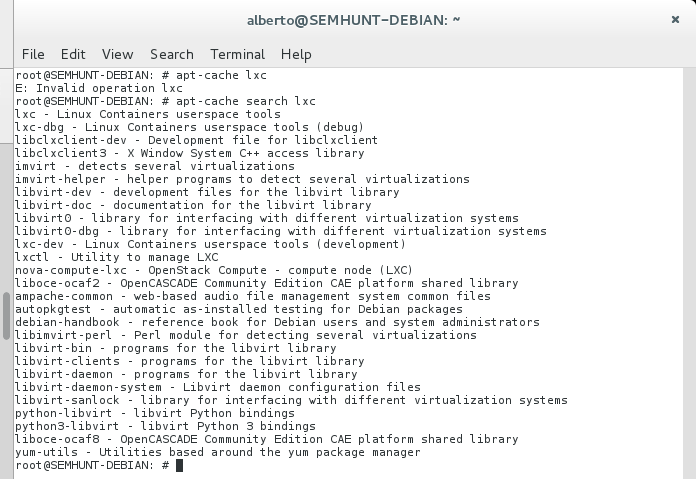 alberto@SEMHUNT-DEBIAN: ~
File Edit View Search Terminal Help
root@SEMHUNT-DEBIAN: # apt-cache lxc
E: Invalid operation lxc
root@SEMHUNT-DEBIAN: # apt-cache search lxc
lxc - Linux Containers userspace tools
lxc-dbg - Linux Containers userspace tools (debug)
libclxclient-dev - Development file for libclxclient
libclxclient3 - X Window System C++ access library
imvirt - detects several virtualizations
imvirt-helper - helper programs to detect several virtualizations
libvirt-dev - development files for the libvirt library
libvirt-doc - documentation for the libvirt library
libvirt0 - library for interfacing with different virtualization systems
libvirt0-dbg - library for interfacing with different virtualization systems
lxc-dev - Linux Containers userspace tools (development)
lxctl - Utility to manage LXC
nova-compute-lxc - OpenStack Compute - compute node (LXC)
liboce-ocaf2 - OpenCASCADE Community Edition CAE platform shared library
ampache-common - web-based audio file management system common files
autopkgtest - automatic as-installed testing for Debian packages
debian-handbook - reference book for Debian users and system administrators
libimvirt-perl - Perl module for detecting several virtualizations
libvirt-bin - programs for the libvirt library
libvirt-clients - programs for the libvirt library
libvirt-daemon - programs for the libvirt library
libvirt-daemon-system - Libvirt daemon configuration files
libvirt-sanlock - library for interfacing with different virtualization systems
python-libvirt - libvirt Python bindings
python3-libvirt - libvirt Python 3 bindings
liboce-ocaf8 - OpenCASCADE Community Edition CAE platform shared library
yum-utils - Utilities based around the yum package manager
root@SEMHUNT-DEBIAN: #